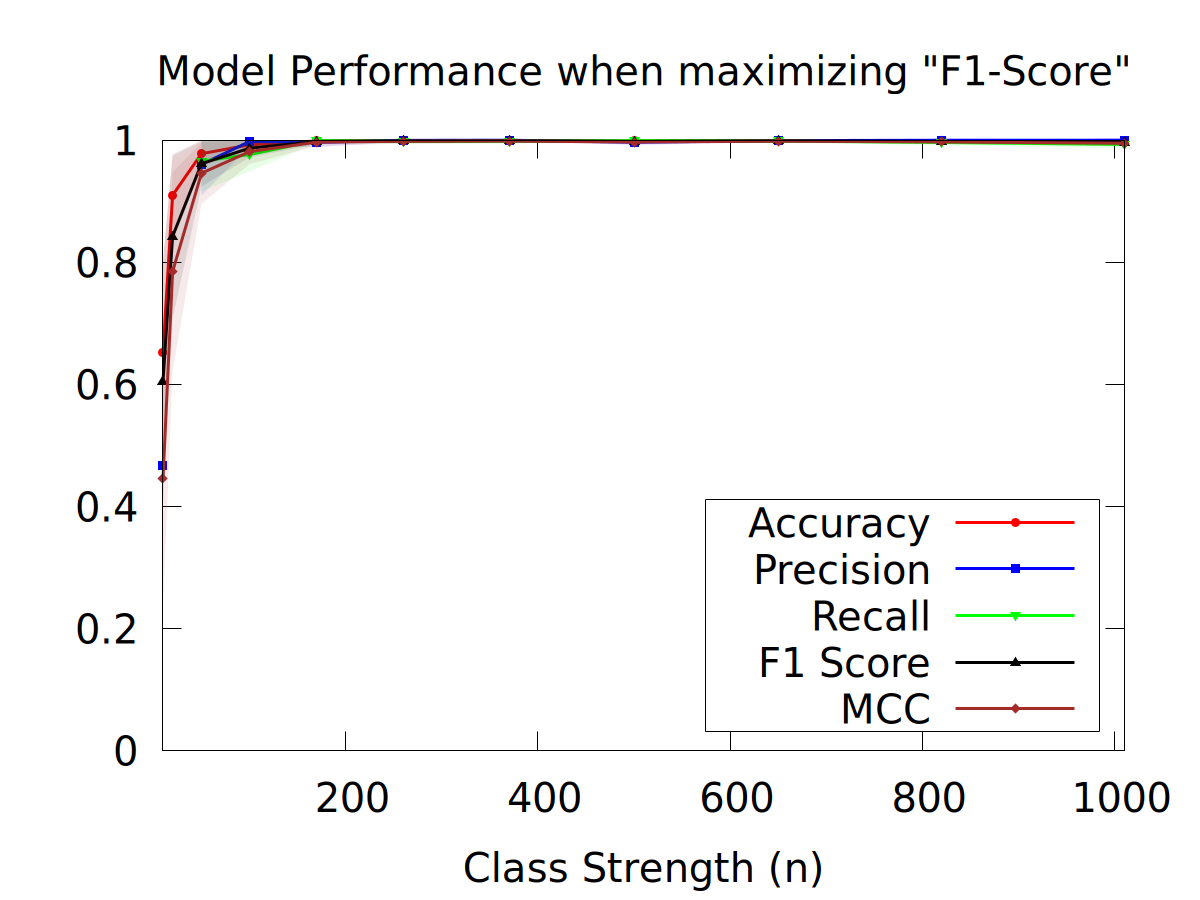 Model Performance when maximizing "F1-Score"
1
0.8
0.6
0.4
0.2
0
Accuracy
Precision
Recall
F1 Score
MCC
200 400 600 800 1000
Class Strength (n)